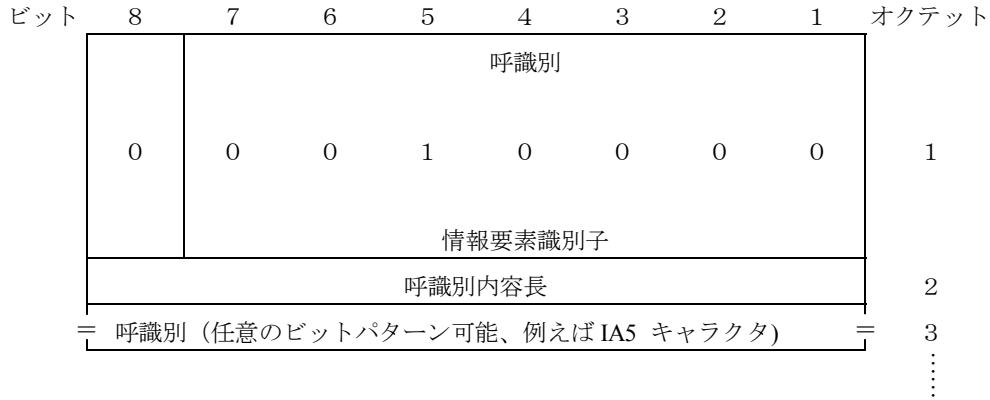 ビット 8 7 6 5 4 3 2 1 オクテット
呼識別
0 0 0 1 0 0 0 0 1
情報要素識別子
呼識別内容長 2
= 呼識別（任意のビットパターン可能、例えば IA5 キャラクタ) = 3
⋮